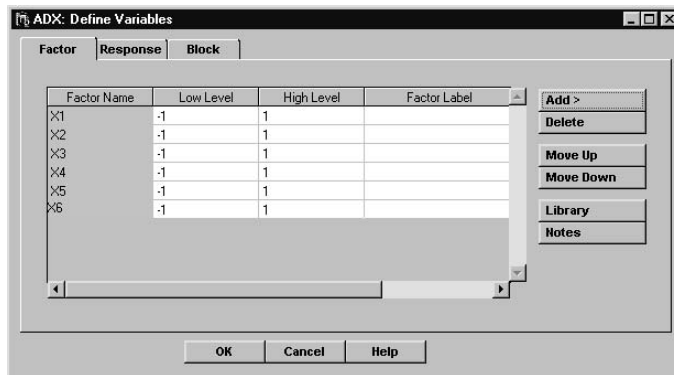 ADX: Define Variables
Factor Response Block
Factor Name Low Level High Level Factor Label
X1 -1 1
X2 -1 1
X3 -1 1
X4 -1 1
X5 -1 1
X6 -1 1
Add >
Delete
Move Up
Move Down
Library
Notes
OK Cancel Help